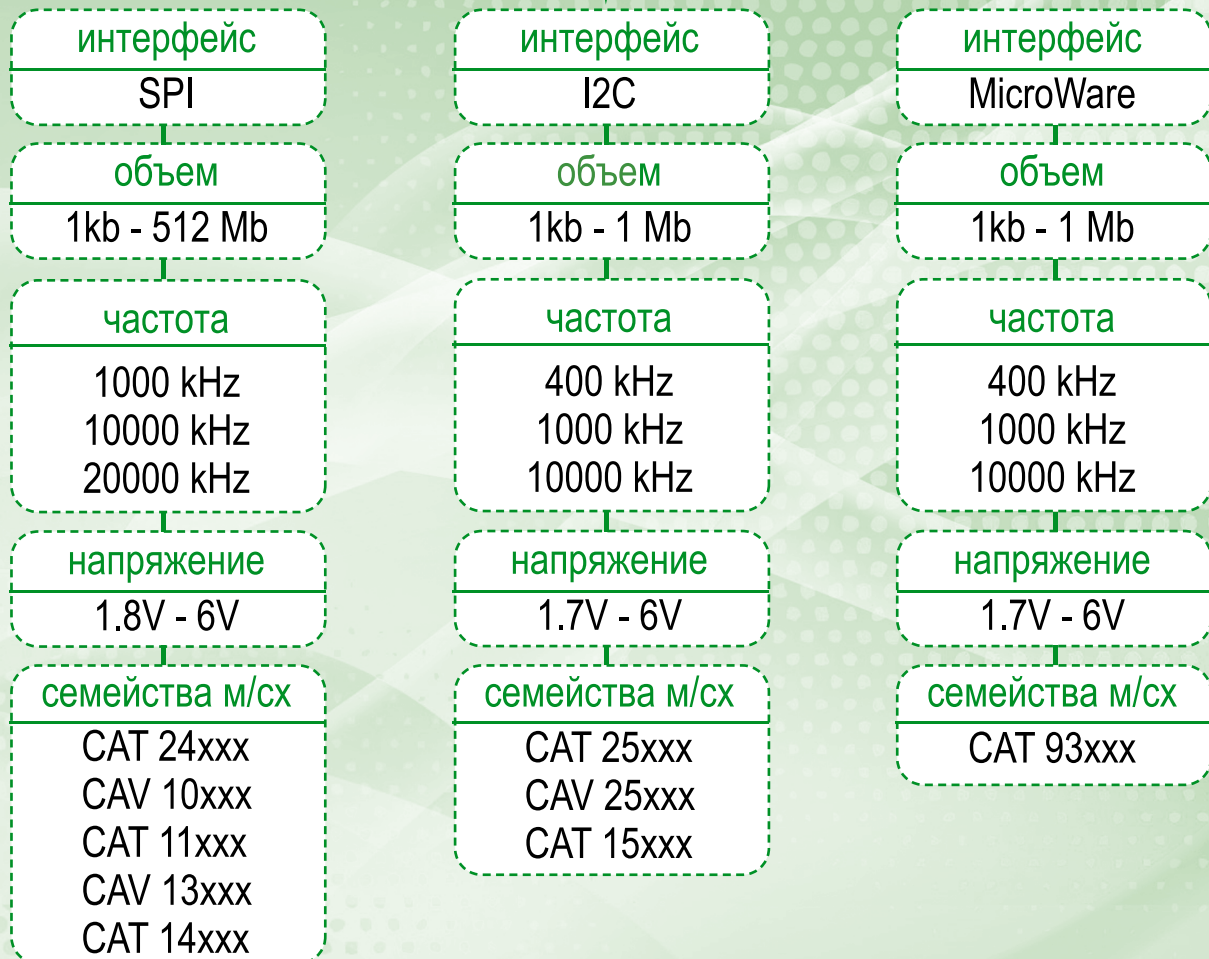 интерфейс
SPI
объем
1kb - 512 Mb
частота
1000 kHz
10000 kHz
20000 kHz
напряжение
1.8V - 6V
семейства м/сх
CAT 24xxx
CAV 10xxx
CAT 11xxx
CAV 13xxx
CAT 14xxx
интерфейс
I2C
объем
1kb - 1 Mb
частота
400 kHz
1000 kHz
10000 kHz
напряжение
1.7V - 6V
семейства м/сх
CAT 25xxx
CAV 25xxx
CAT 15xxx
интерфейс
MicroWare
объем
1kb - 1 Mb
частота
400 kHz
1000 kHz
10000 kHz
напряжение
1.7V - 6V
семейства м/сх
CAT 93xxx